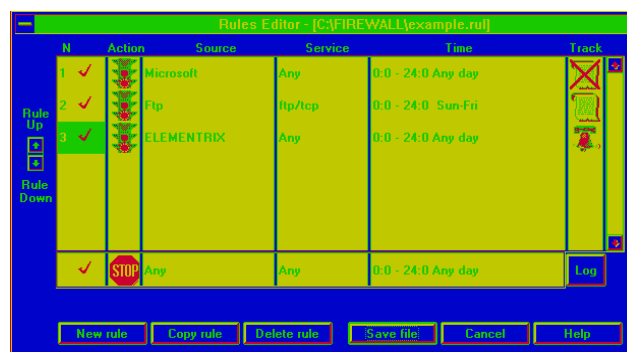 Rules Editor - [C:\FIREWALL\example.rul]
N Action Source Service Time Track
1 Microsoft Any 0:0 - 24:0 Any day
2 Ftp ftp/tcp 0:0 - 24:0 Sun-Fri
3 ELEMENTRIX Any 0:0 - 24:0 Any day
Rule
Up
Rule
Down
STOP Any Any 0:0 - 24:0 Any day Log
New rule Copy rule Delete rule Save file Cancel Help